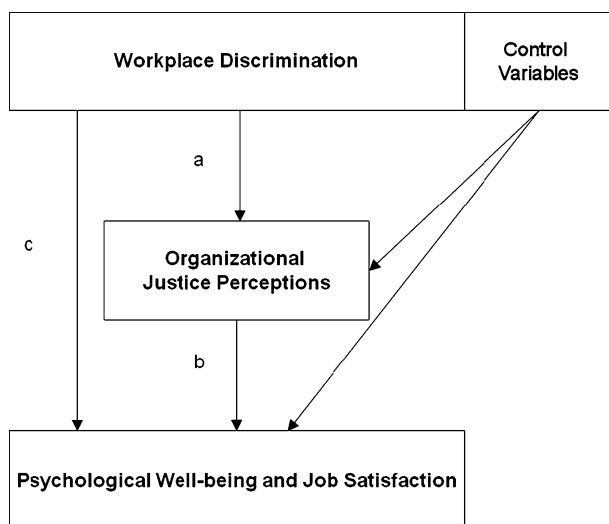 Workplace Discrimination
Control
Variables
a
c
Organizational
Justice Perceptions
b
Psychological Well-being and Job Satisfaction